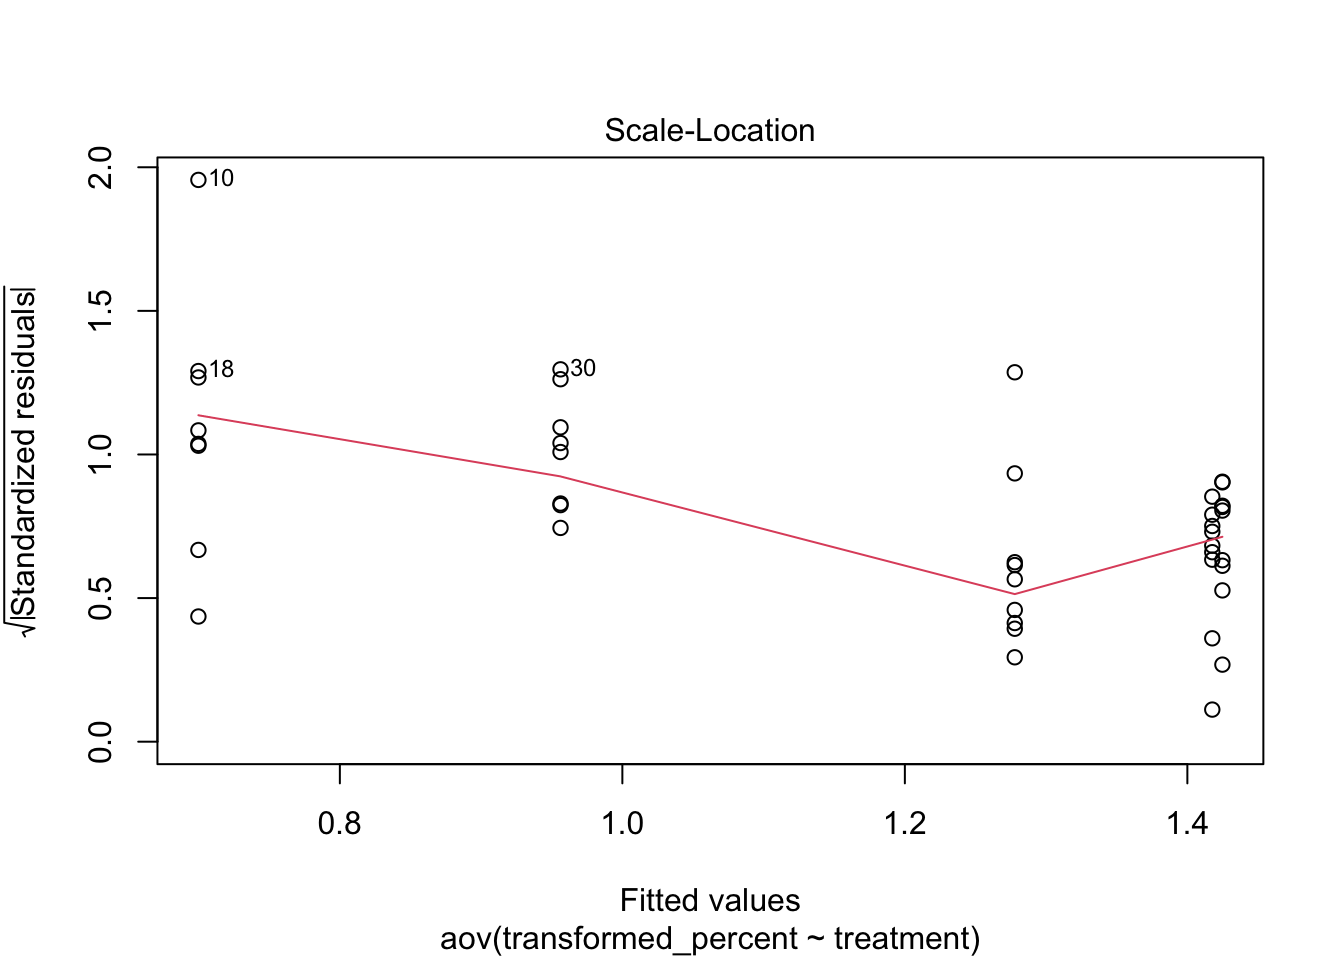 Scale-Location
2.0
1.5
1.0
0.5
0.0
√|Standardized residuals|
10
18
30
0.8 1.0 1.2 1.4
Fitted values
aov(transformed_percent ~ treatment)